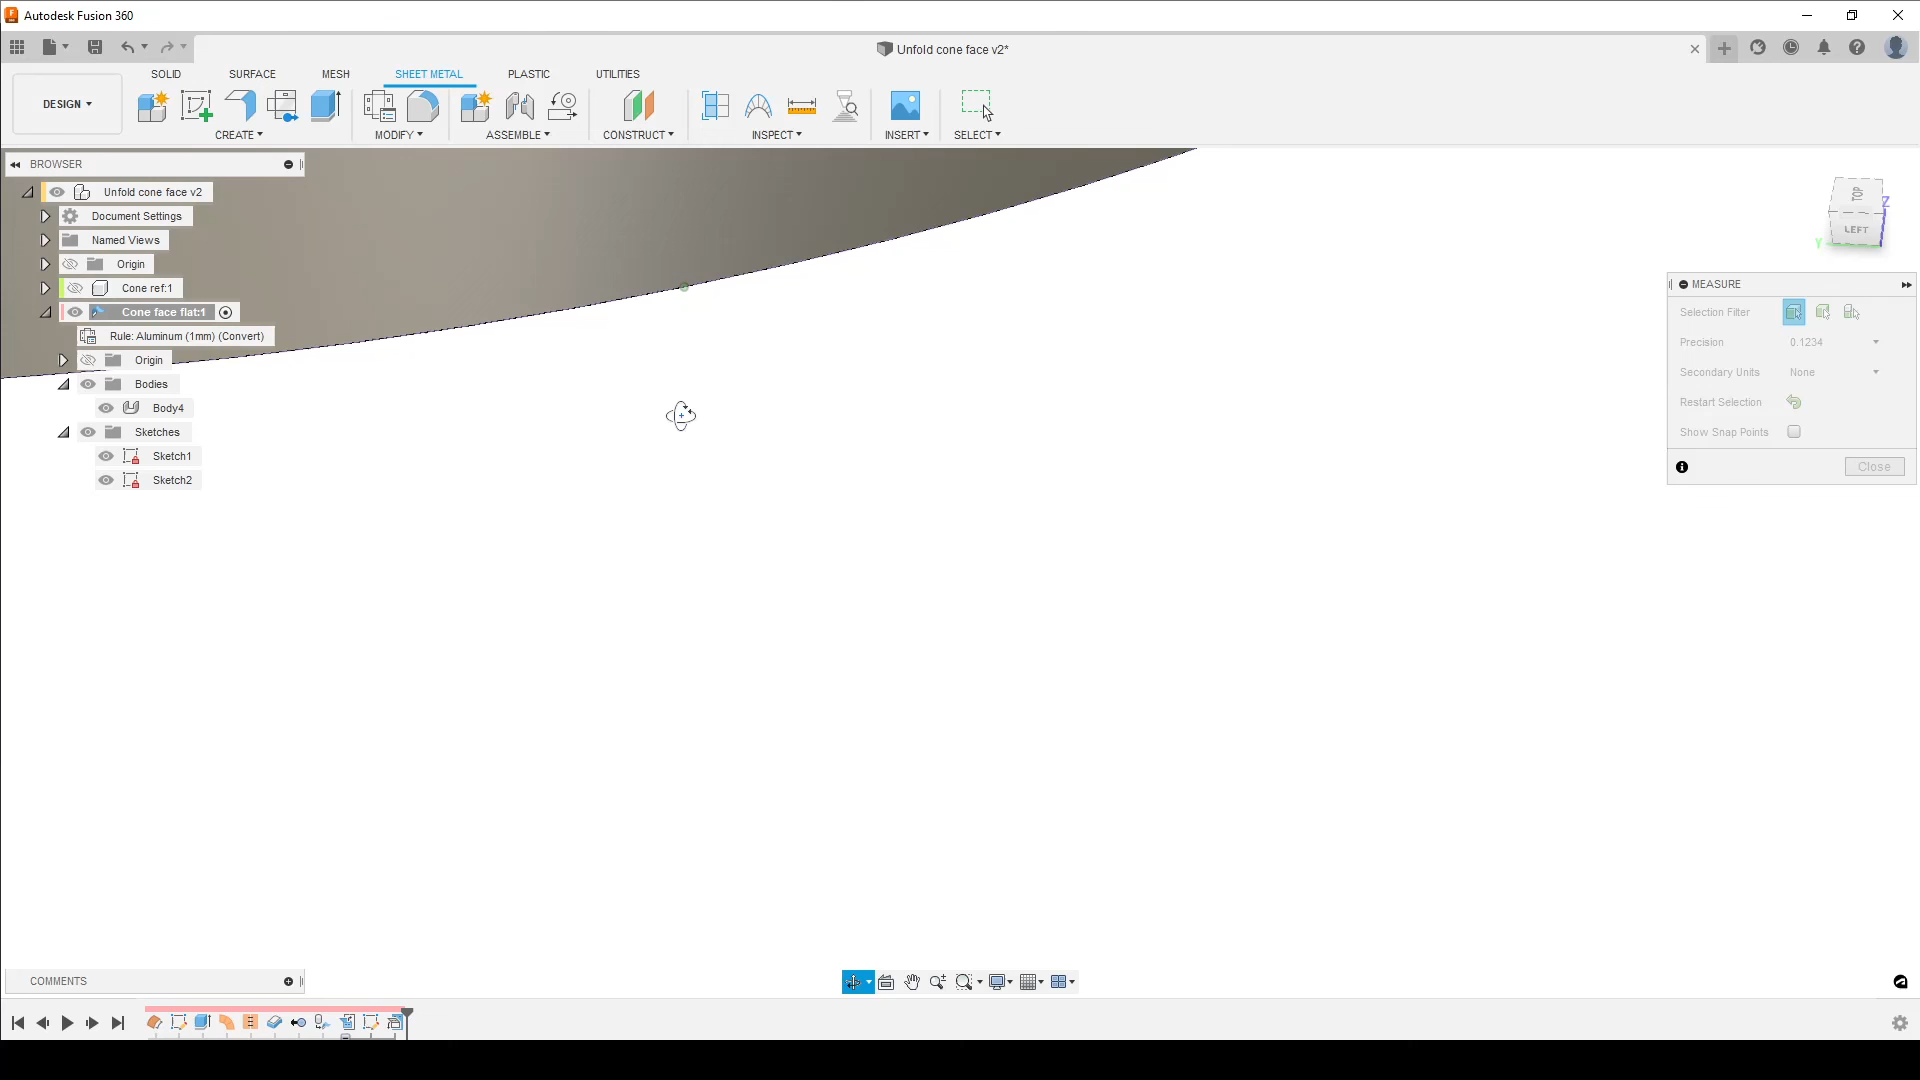 Autodesk Fusion 360
Unfold cone face v2*
SOLID SURFACE MESH SHEET METAL PLASTIC UTILITIES
DESIGN
CREATE MODIFY ASSEMBLE CONSTRUCT INSPECT INSERT SELECT
BROWSER
Unfold cone face v2
Document Settings
Named Views
Origin
Cone ref:1
Cone face flat:1
Rule: Aluminum (1mm) (Convert)
Origin
Bodies
Body4
Sketches
Sketch1
Sketch2
TOP
LEFT
Z
Y
MEASURE
Selection Filter
Precision 0.1234
Secondary Units None
Restart Selection
Show Snap Points
Close
COMMENTS